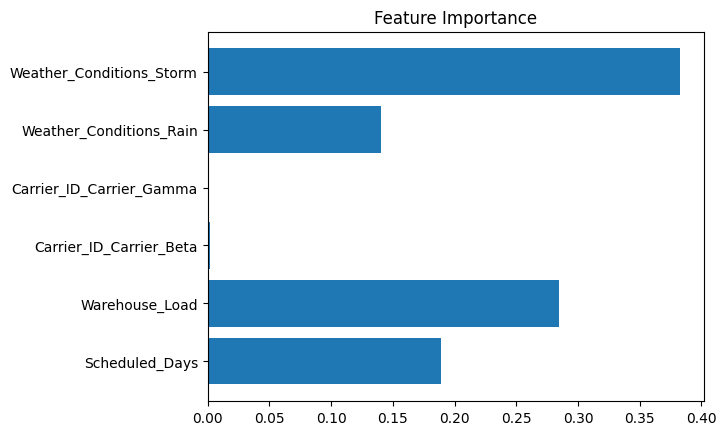 Feature Importance
Weather_Conditions_Storm
Weather_Conditions_Rain
Carrier_ID_Carrier_Gamma
Carrier_ID_Carrier_Beta
Warehouse_Load
Scheduled_Days
0.00 0.05 0.10 0.15 0.20 0.25 0.30 0.35 0.40